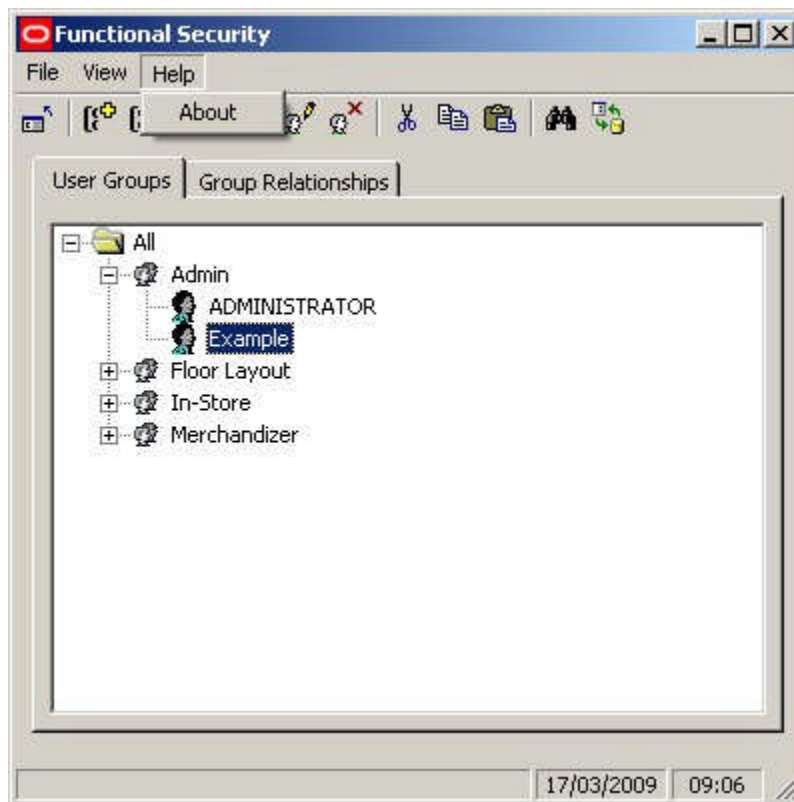 Functional Security
File View Help
About
User Groups Group Relationships
All
Admin
ADMINISTRATOR
Example
Floor Layout
In-Store
Merchandizer
17/03/2009 09:06